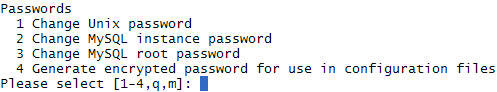 Passwords
  1 Change Unix password
  2 Change MySQL instance password
  3 Change MySQL root password
  4 Generate encrypted password for use in configuration files
Please select [1-4,q,m]: